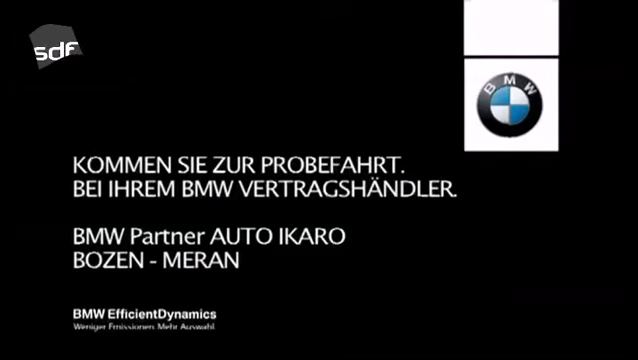 sdf
BMW
KOMMEN SIE ZUR PROBEFAHRT.
BEI IHREM BMW VERTRAGSHÄNDLER.
BMW Partner AUTO IKARO
BOZEN - MERAN
BMW EfficientDynamics
Weniger Emissionen. Mehr Auswahl.